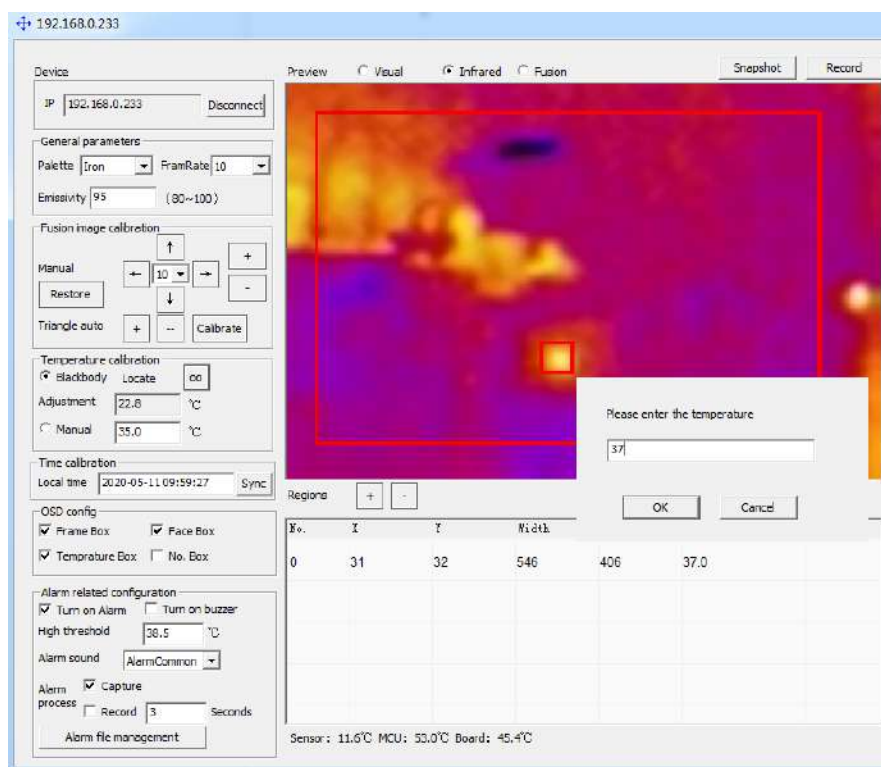 192.168.0.233
Device
IP 192.168.0.233 Disconnect
General parameters
Palette Iron FramRate 10
Emissivity 95 (80~100)
Fusion image calibration
↑
+
Manual ← 10 → 
-
Restore ↓
Triangle auto + -- Calibrate
Temperature calibration
Blackbody Locate
Adjustment 22.8 ℃
Manual 35.0 ℃
Time calibration
Local time 2020-05-11 09:59:27 Sync
OSD config
Frame Box Face Box
Temprature Box No. Box
Alarm related configuration
Turn on Alarm Turn on buzzer
High threshold 38.5 ℃
Alarm sound AlarmCommon
Alarm process
Capture
Record 3 Seconds
Alarm file management
Preview Visual Infrared Fusion Snapshot Record
Please enter the temperature
37
OK Cancel
Regions + -
No. X Y Width
0 31 32 546 406 37.0
Sensor: 11.6℃ MCU: 53.0℃ Board: 45.4℃